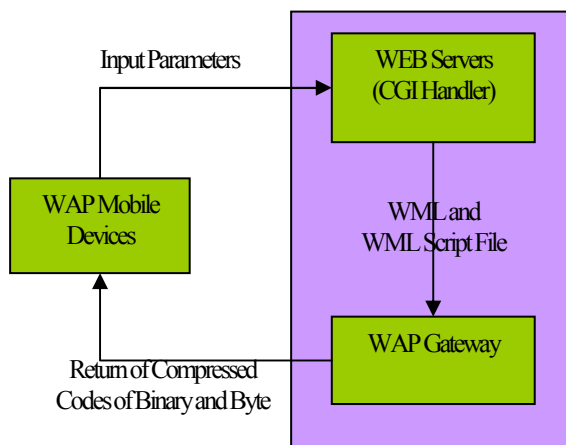 Input Parameters
WEB Servers
(CGI Handler)
WAP Mobile
Devices
WML and
WML Script File
WAP Gateway
Return of Compressed
Codes of Binary and Byte